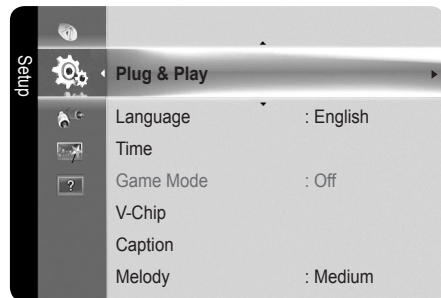 Setup
Plug & Play
Language : English
Time
Game Mode : Off
V-Chip
Caption
Melody : Medium
?